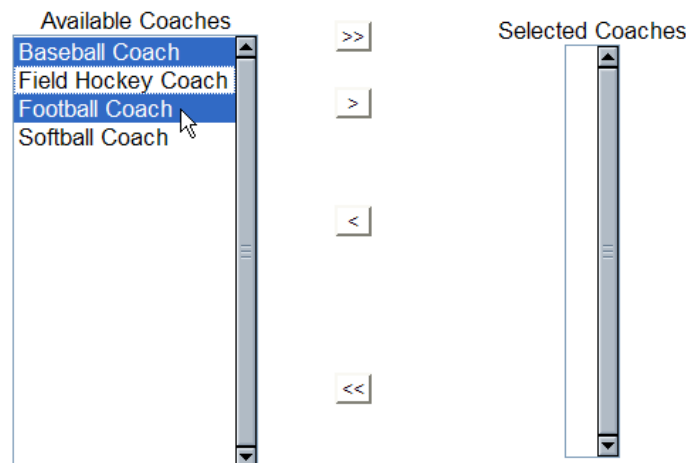 Available Coaches
Baseball Coach
Field Hockey Coach
Football Coach
Softball Coach
>>
>
<
<<
Selected Coaches